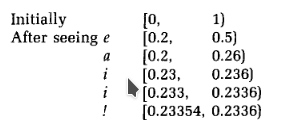 Initially [0, 1)
After seeing e [0.2, 0.5)
a [0.2, 0.26)
i [0.23, 0.236)
i [0.233, 0.2336)
! [0.23354, 0.2336)